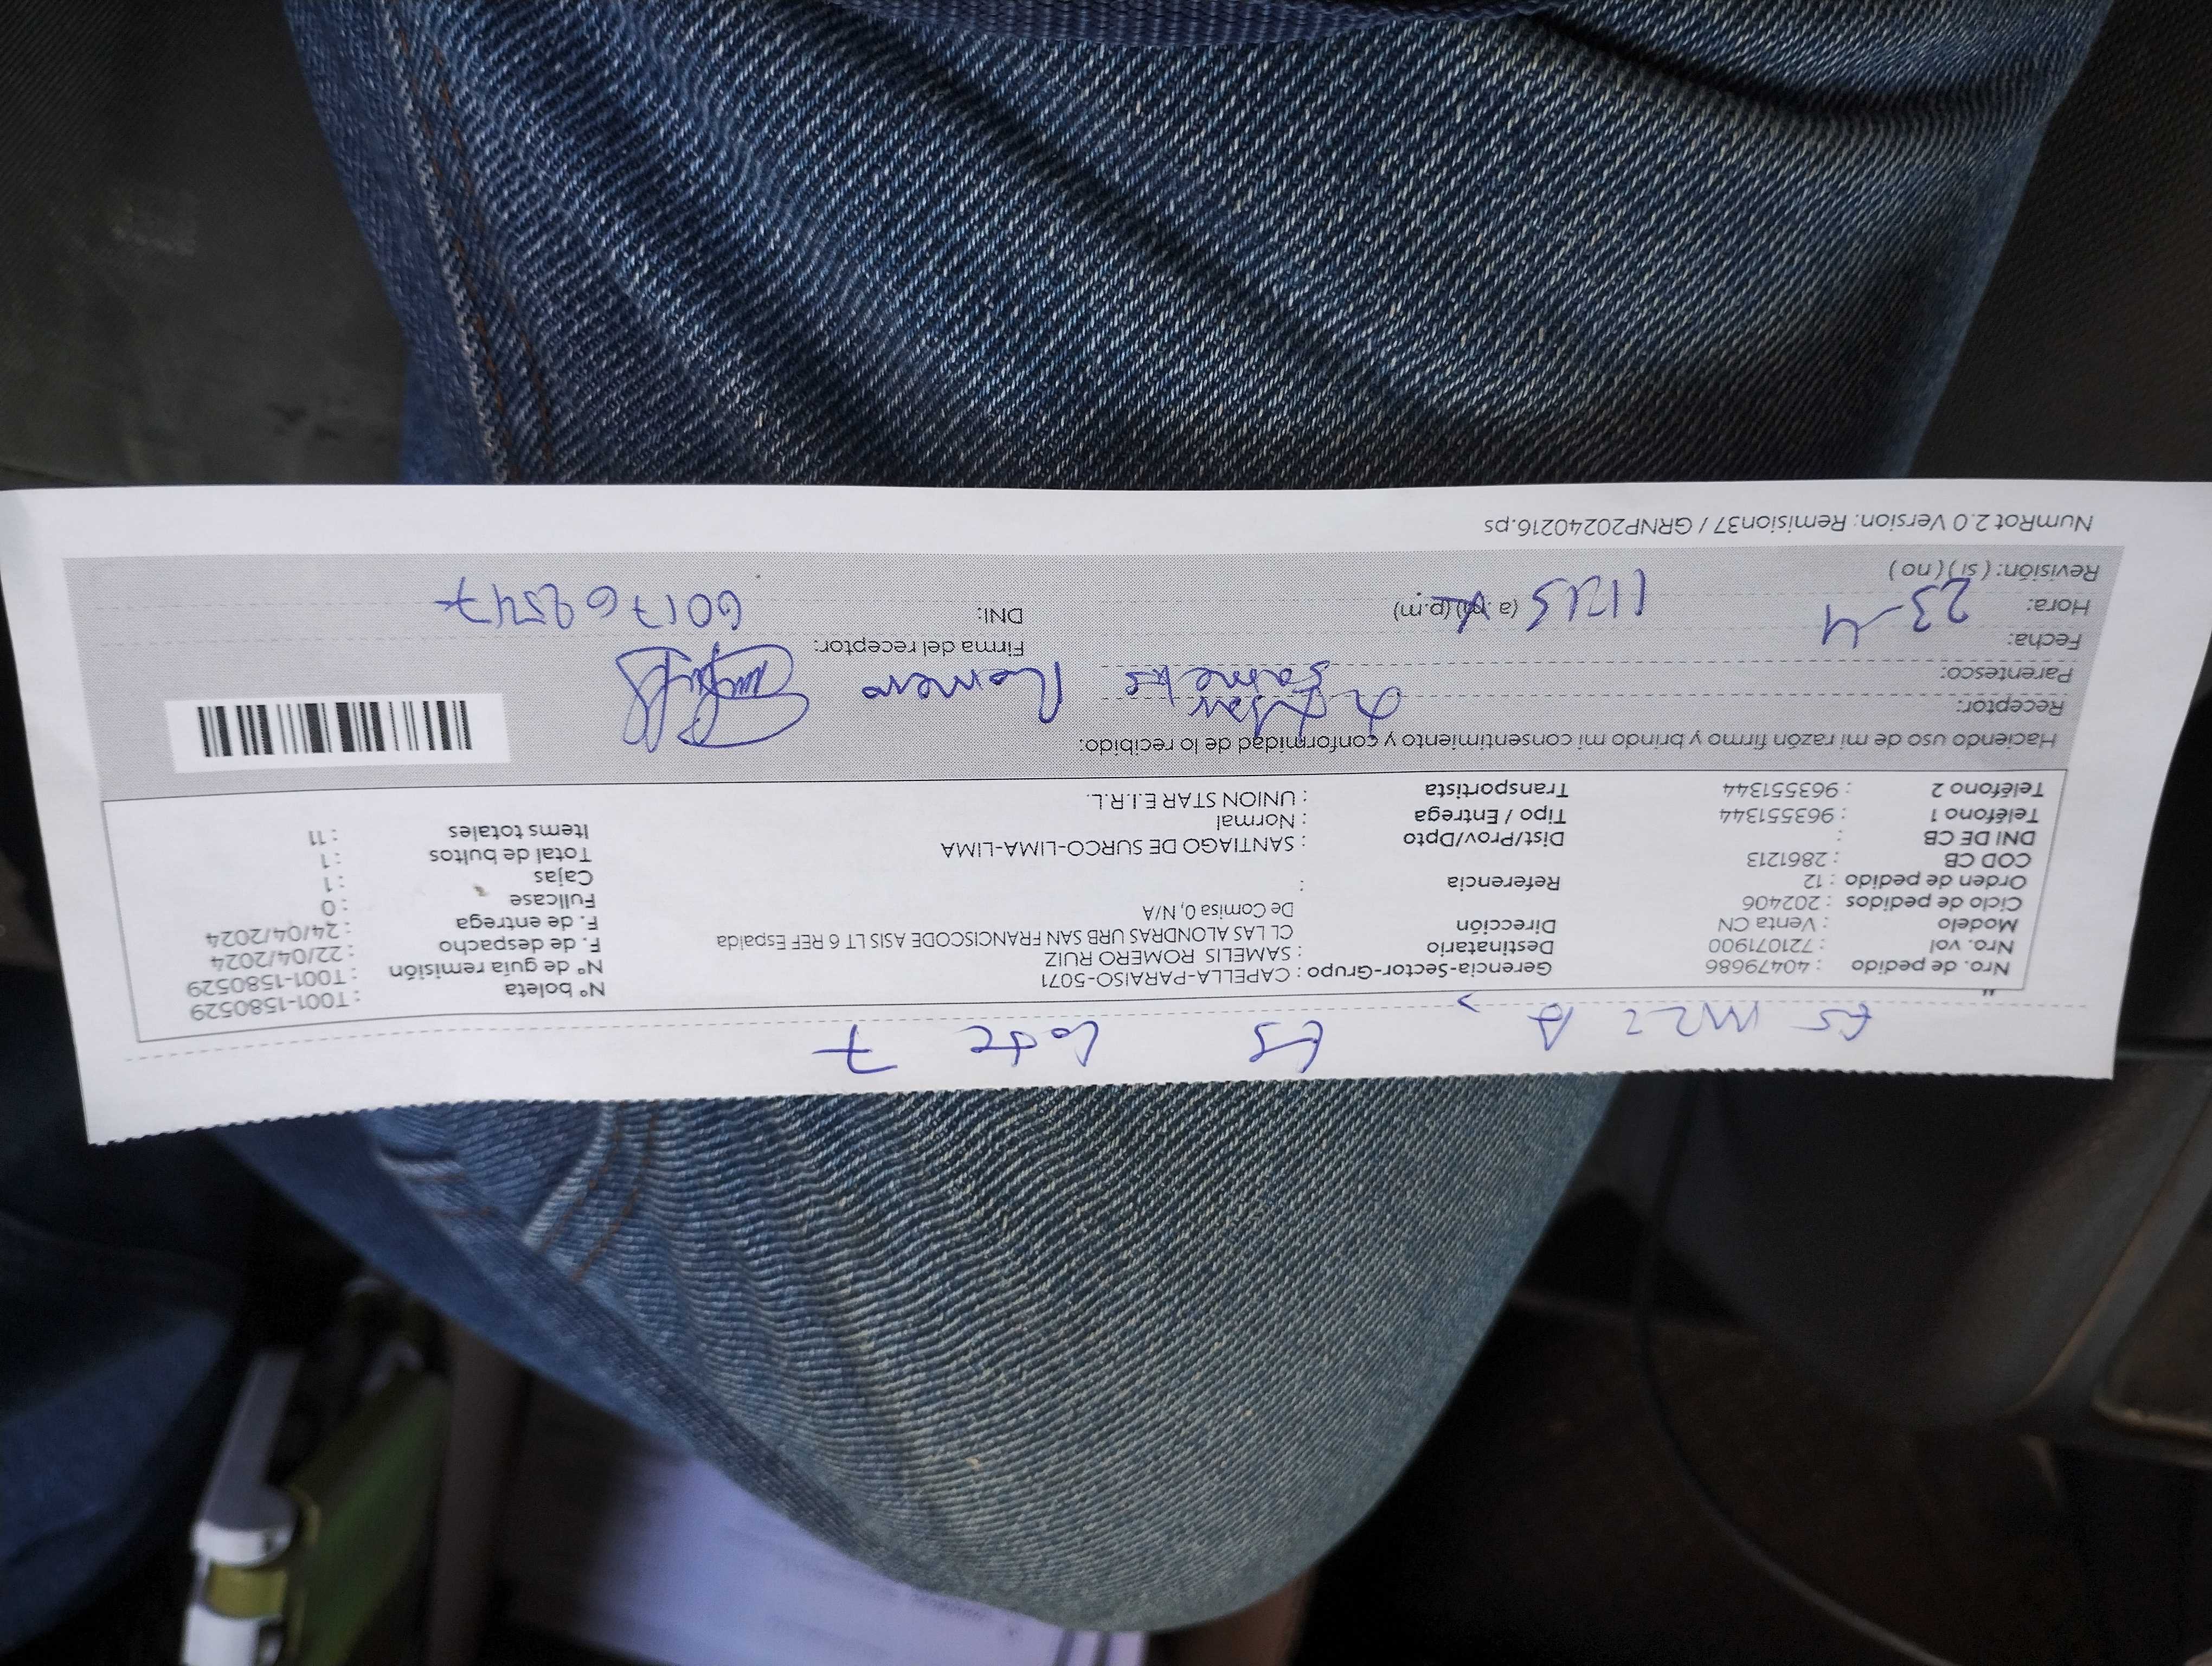 Es Mz: A, Es Lote 7
Nro. de pedido : 40479686
Nro. vol : 721071900
Modelo : Venta CN
Ciclo de pedidos : 202406
Orden de pedido : 12
COD CB : 2861213
DNI DE CB :
Teléfono 1 : 963551344
Teléfono 2 : 963551344
Gerencia-Sector-Grupo : CAPELLA-PARAISO-5071
Destinatario : SAMELIS ROMERO RUIZ
Dirección CL LAS ALONDRAS URB SAN FRANCISCODE ASIS LT 6 REF Espalda
De Comisa 0, N/A
Referencia :
Dist/Prov/Dpto : SANTIAGO DE SURCO-LIMA-LIMA
Tipo / Entrega : Normal
Transportista : UNION STAR E.I.R.L.
N° boleta : T001-1580529
N° de guía remisión : T001-1580529
F. de despacho : 22/04/2024
F. de entrega : 24/04/2024
Fullcase : 0
Cajas : 1
Total de bultos : 1
Items totales : 11
Haciendo uso de mi razón firmo y brindo mi consentimiento y conformidad de lo recibido:
Receptor:
Parentesco: Romero
Fecha: 23-4
Hora: (a.m)(p.m)
Revisión: ( si ) ( no )
Firma del receptor:
DNI:
NumRot 2.0 Version: Remision37 / GRNP20240216.ps